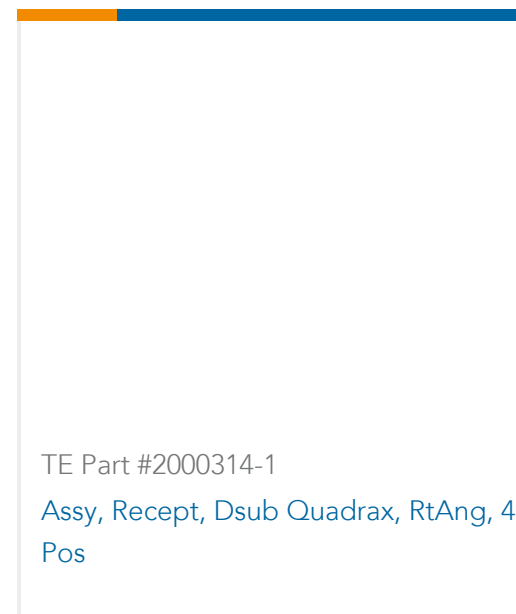 TE Part #2000314-1
Assy, Recept, Dsub Quadrax, RtAng, 4
Pos